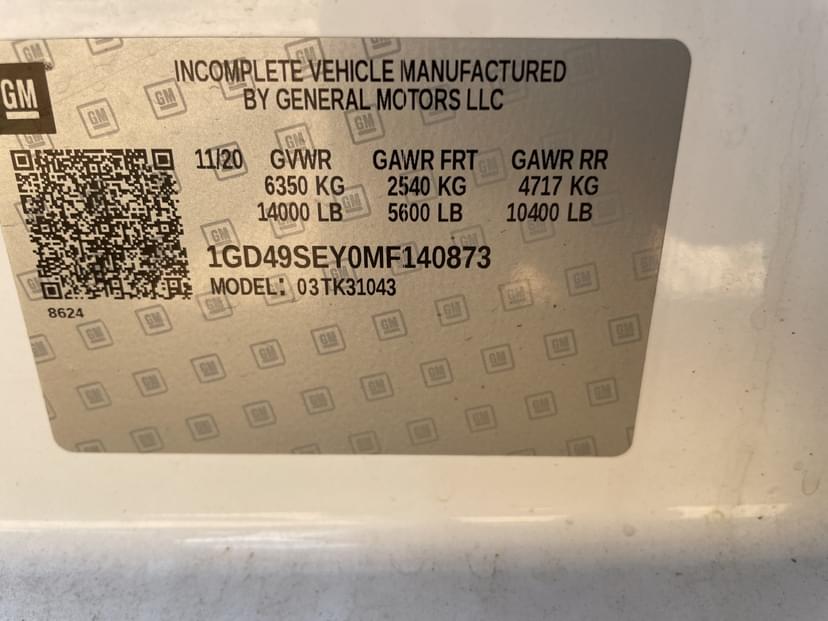 INCOMPLETE VEHICLE MANUFACTURED
BY GENERAL MOTORS LLC
GM
11/20 GVWR GAWR FRT GAWR RR
6350 KG 2540 KG 4717 KG
14000 LB 5600 LB 10400 LB
1GD49SEY0MF140873
MODEL: 03TK31043
8624